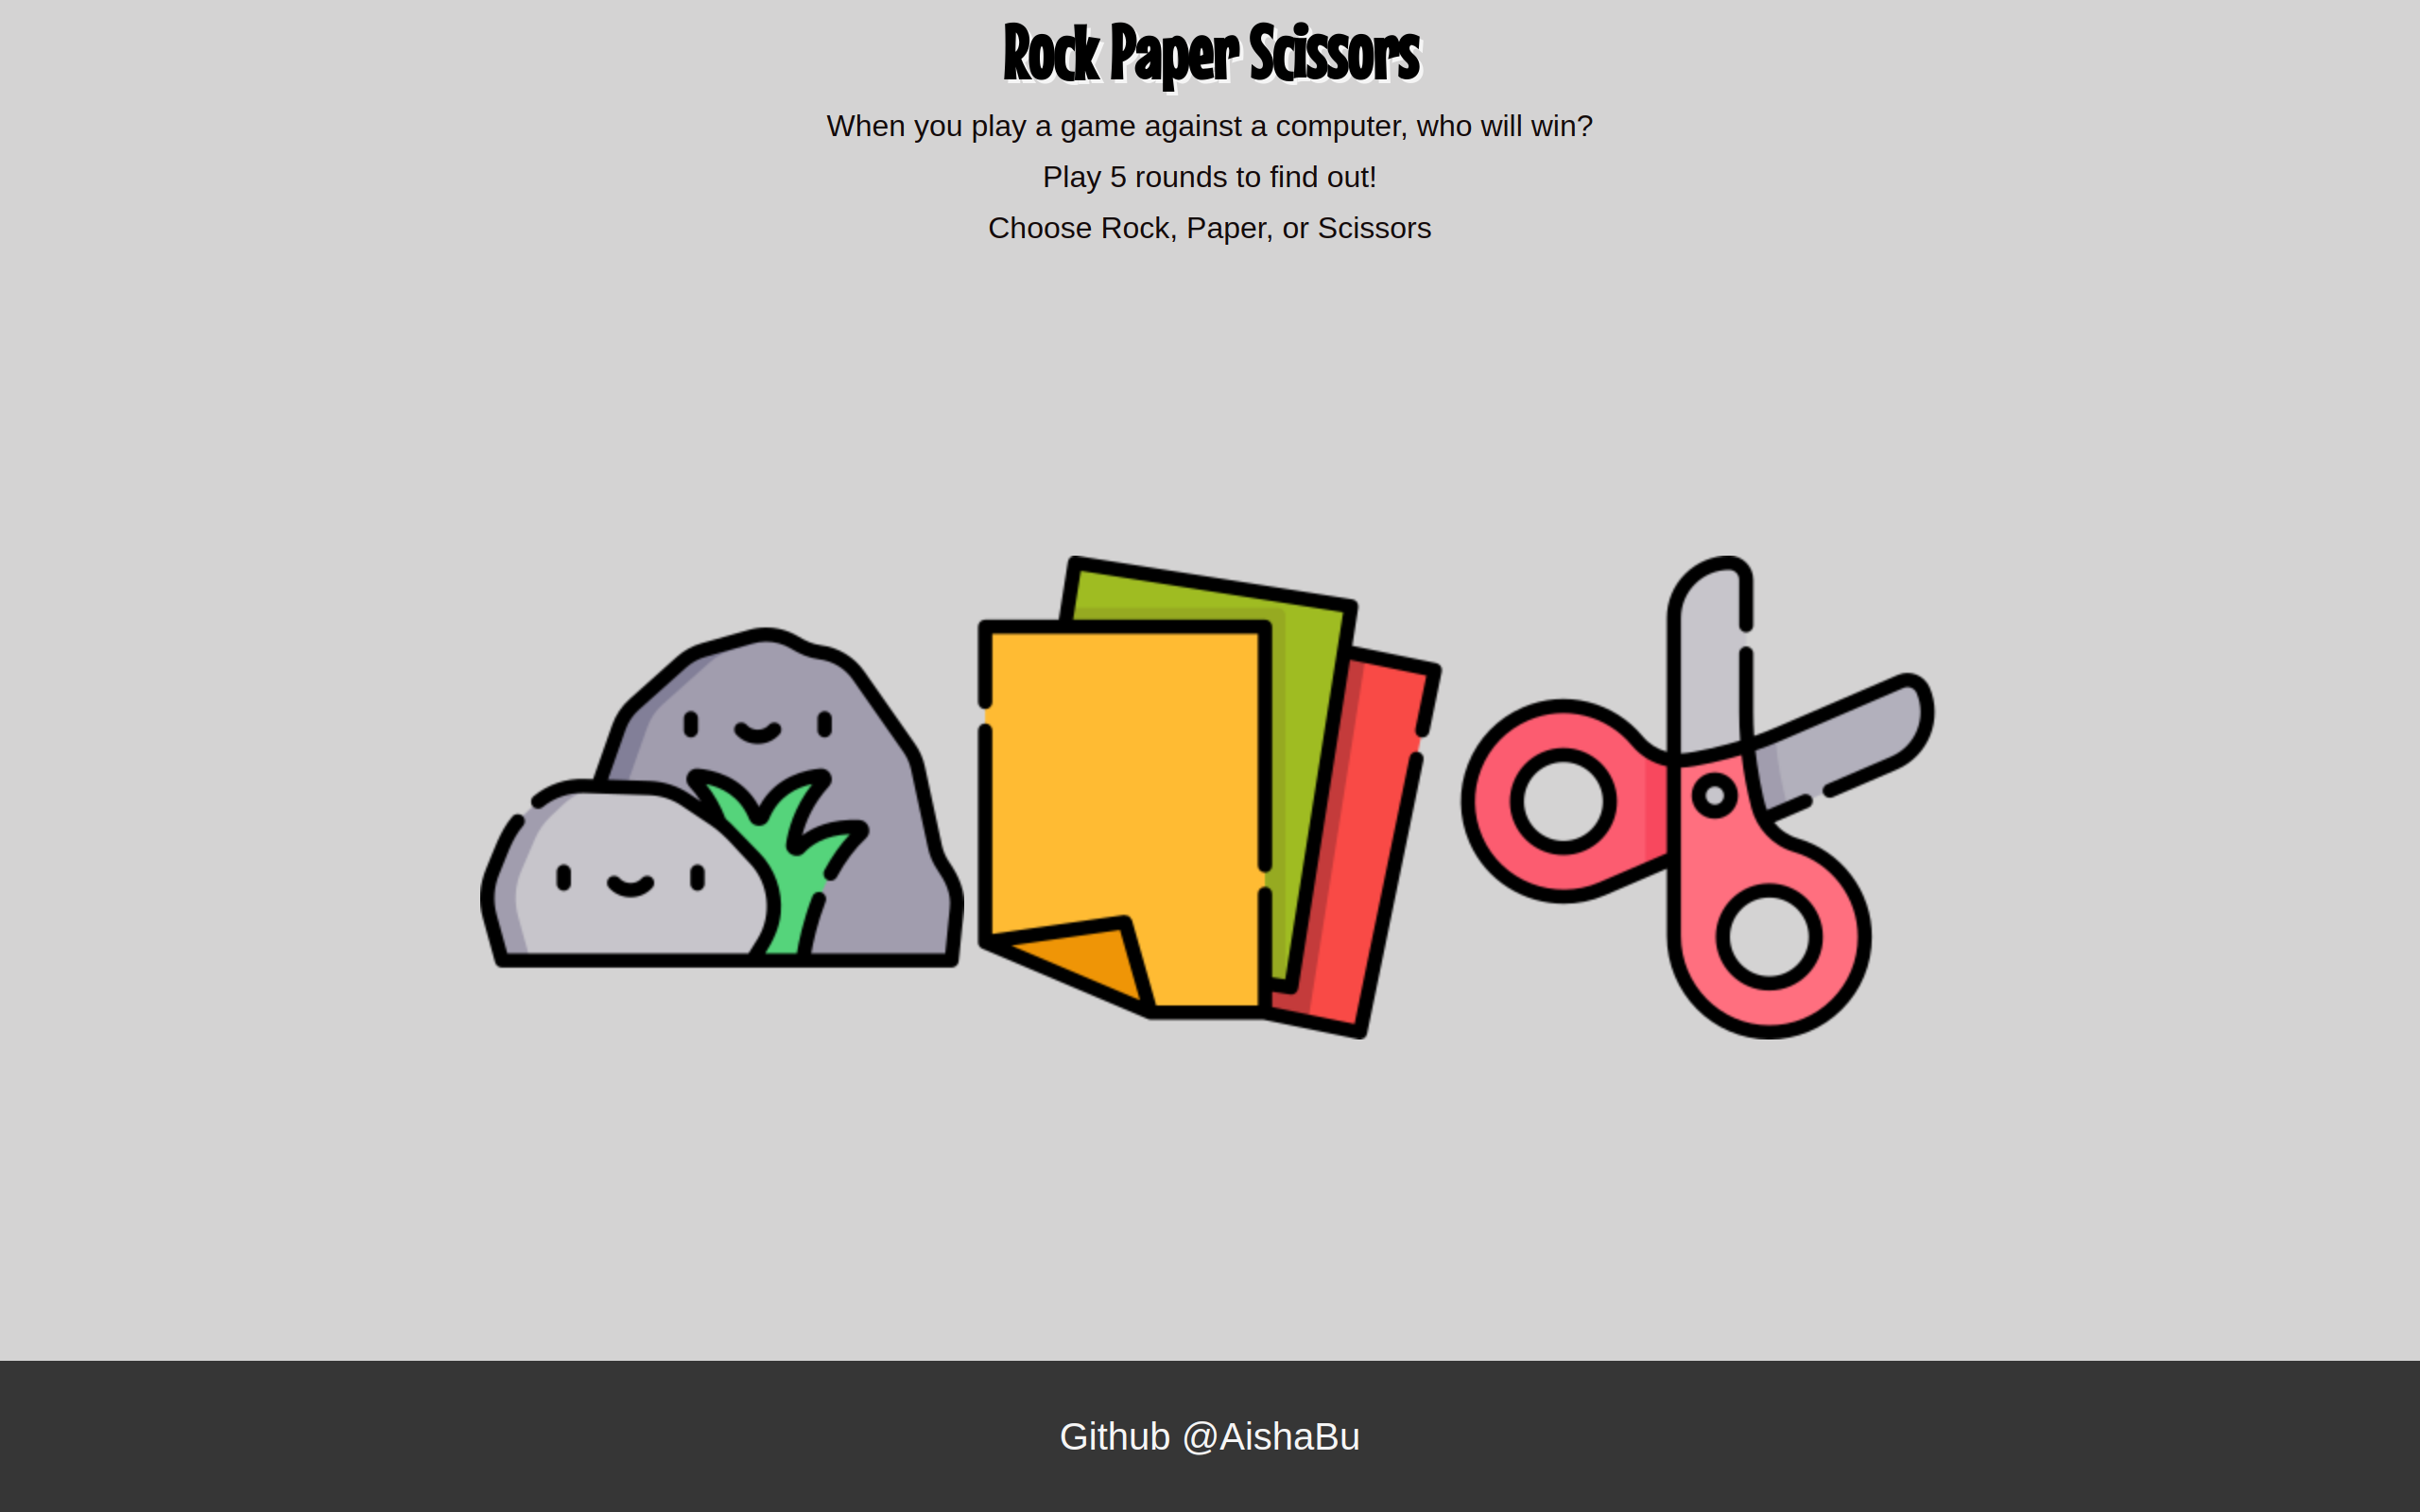 Rock Paper Scissors
When you play a game against a computer, who will win?
Play 5 rounds to find out!
Choose Rock, Paper, or Scissors
Github @AishaBu